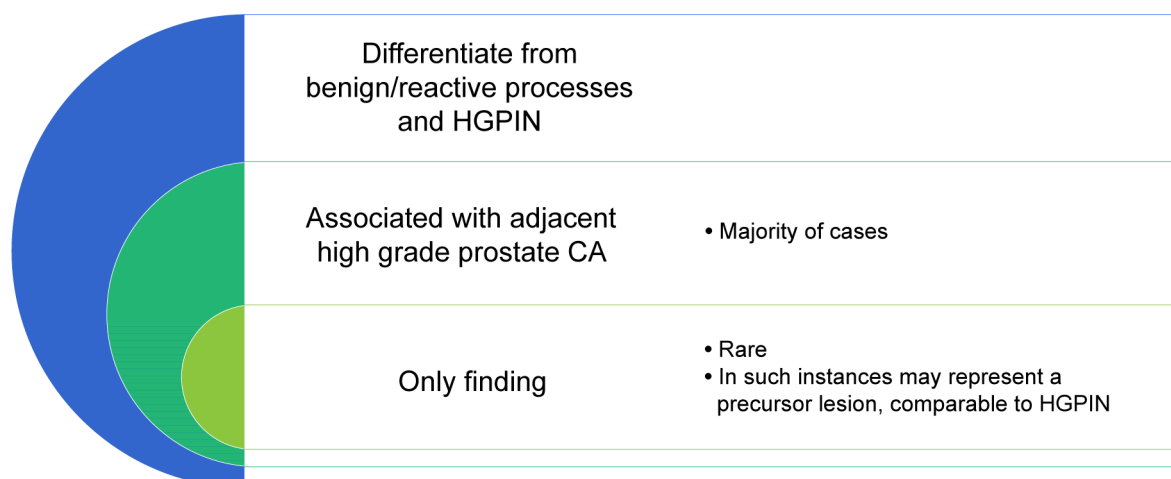 Differentiate from
benign/reactive processes
and HGPIN
Associated with adjacent
high grade prostate CA
• Majority of cases
Only finding
• Rare
• In such instances may represent a
precursor lesion, comparable to HGPIN